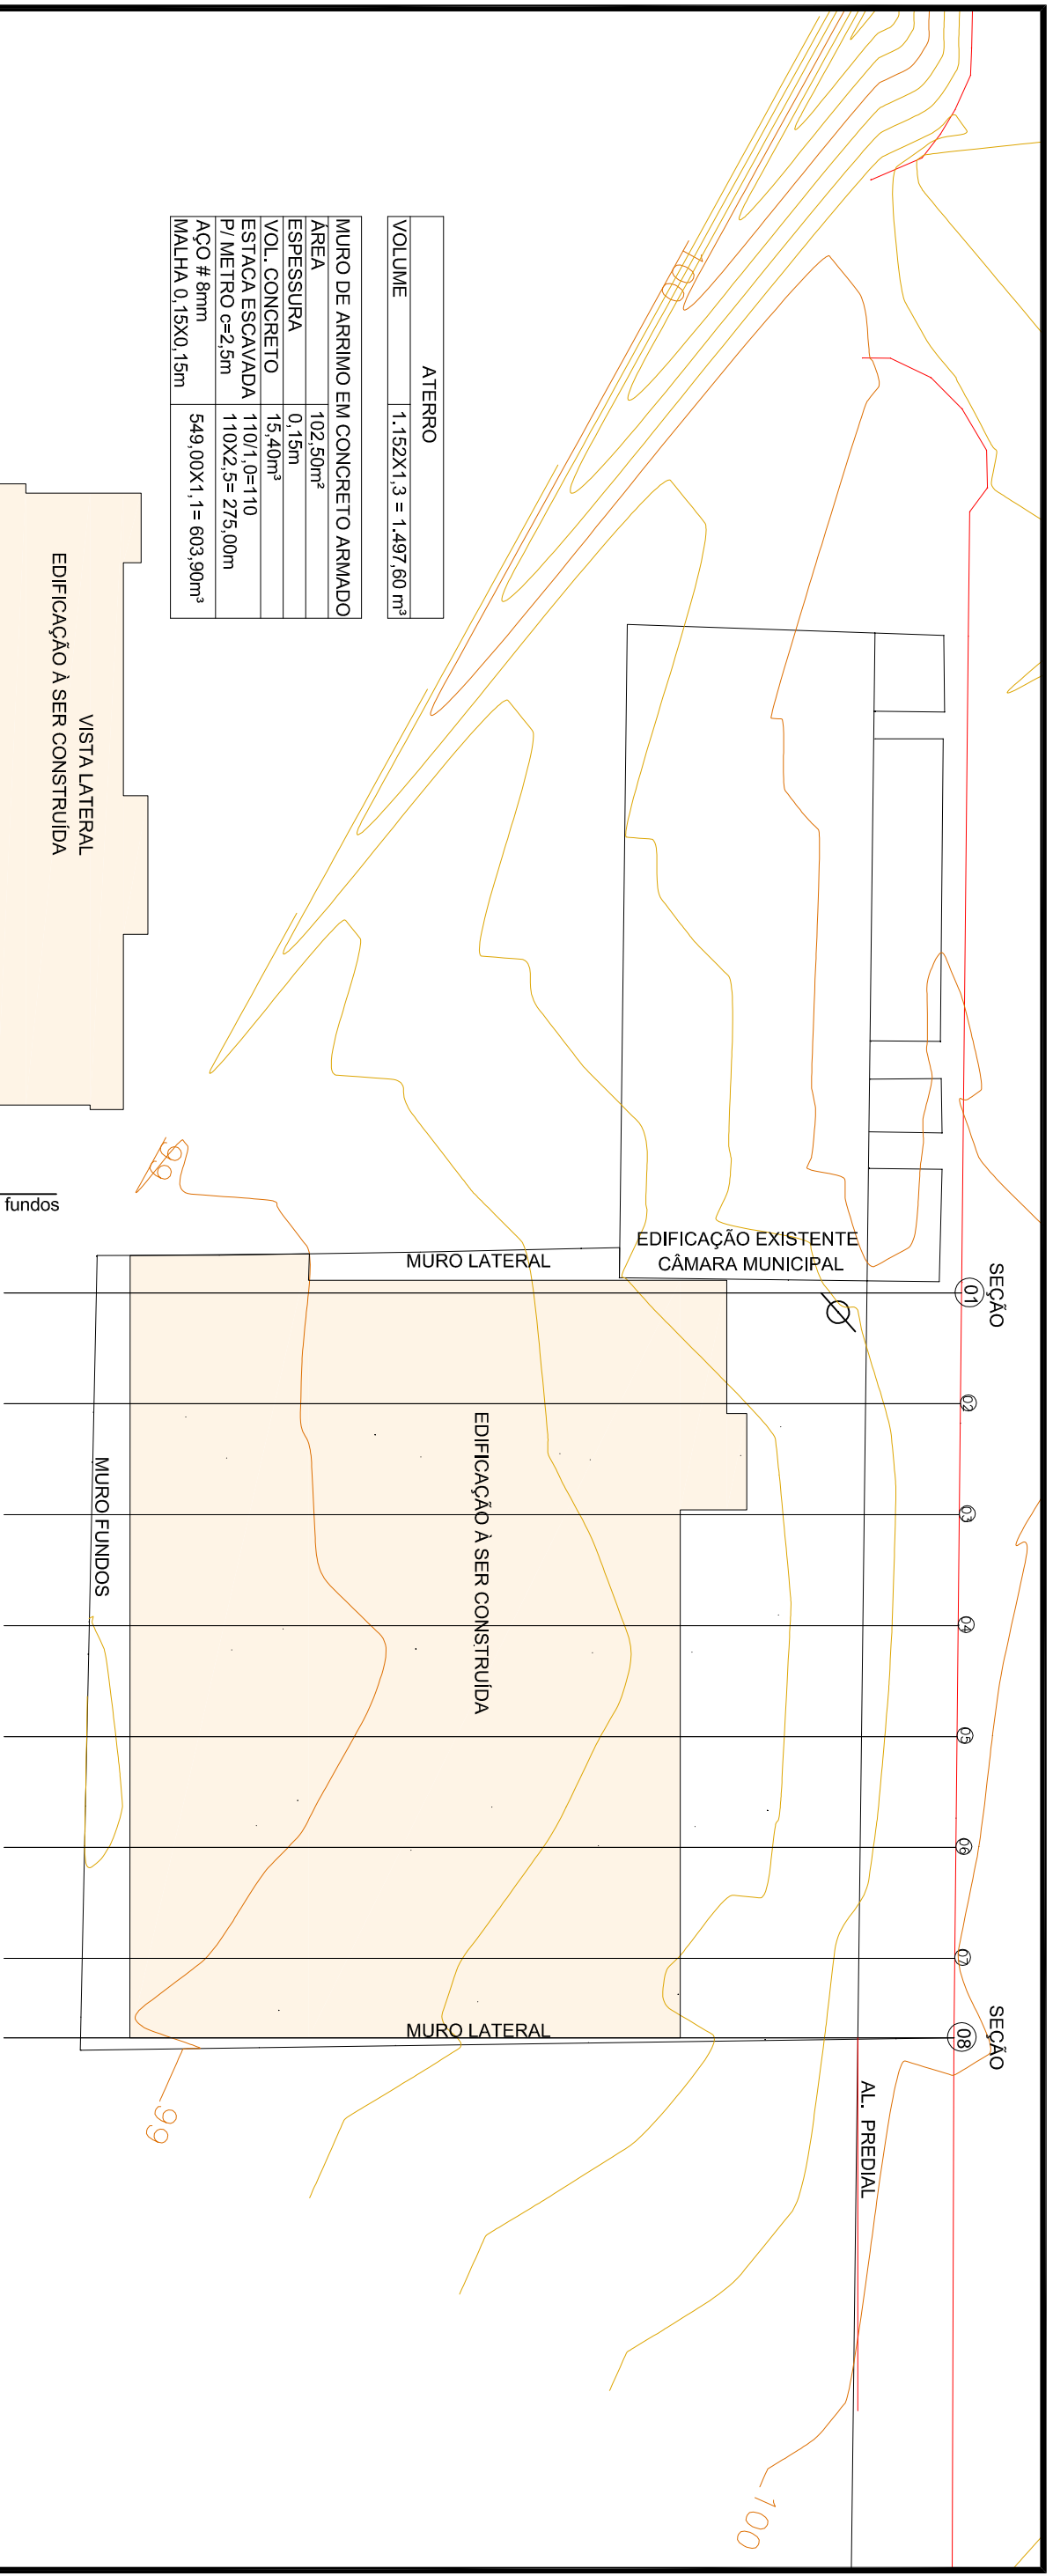 ATERRO
VOLUME 1.152X1,3 = 1.497,60 m³
MURO DE ARRIMO EM CONCRETO ARMADO
ÁREA 102,50m²
ESPESSURA 0,15m
VOL. CONCRETO 15,40m³
ESTACA ESCAVADA 110/1,0=110
P/ METRO c=2,5m 110X2,5= 275,00m
AÇO # 8mm
MALHA 0,15X0,15m 549,00X1,1= 603,90m³
VISTA LATERAL
EDIFICAÇÃO À SER CONSTRUÍDA
fundos
100
99
EDIFICAÇÃO EXISTENTE
CÂMARA MUNICIPAL
MURO LATERAL
SEÇÃO
01
02
03
04
05
06
07
08
SEÇÃO
EDIFICAÇÃO À SER CONSTRUÍDA
MURO FUNDOS
MURO LATERAL
AL. PREDIAL
99
100